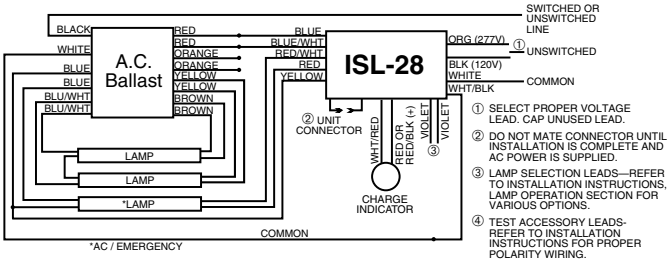 SWITCHED OR
UNSWITCHED
LINE
BLACK
RED
BLUE
RED
BLUE/WHT
ORG (277V)
①
WHITE
ORANGE
RED/WHT
UNSWITCHED
A.C.
Ballast
ISL-28
BLUE
ORANGE
RED
BLK (120V)
BLUE
YELLOW
YELLOW
WHITE
COMMON
YELLOW
WHT/BLK
BLU/WHT
BROWN
BLU/WHT
BROWN
② UNIT
CONNECTOR
WHT/RED
RED OR
RED/BLK (+)
VIOLET
VIOLET
③
LAMP
LAMP
*LAMP
CHARGE
INDICATOR
COMMON
*AC / EMERGENCY
① SELECT PROPER VOLTAGE
LEAD. CAP UNUSED LEAD.
② DO NOT MATE CONNECTOR UNTIL
INSTALLATION IS COMPLETE AND
AC POWER IS SUPPLIED.
③ LAMP SELECTION LEADS—REFER
TO INSTALLATION INSTRUCTIONS,
LAMP OPERATION SECTION FOR
VARIOUS OPTIONS.
④ TEST ACCESSORY LEADS-
REFER TO INSTALLATION
INSTRUCTIONS FOR PROPER
POLARITY WIRING.